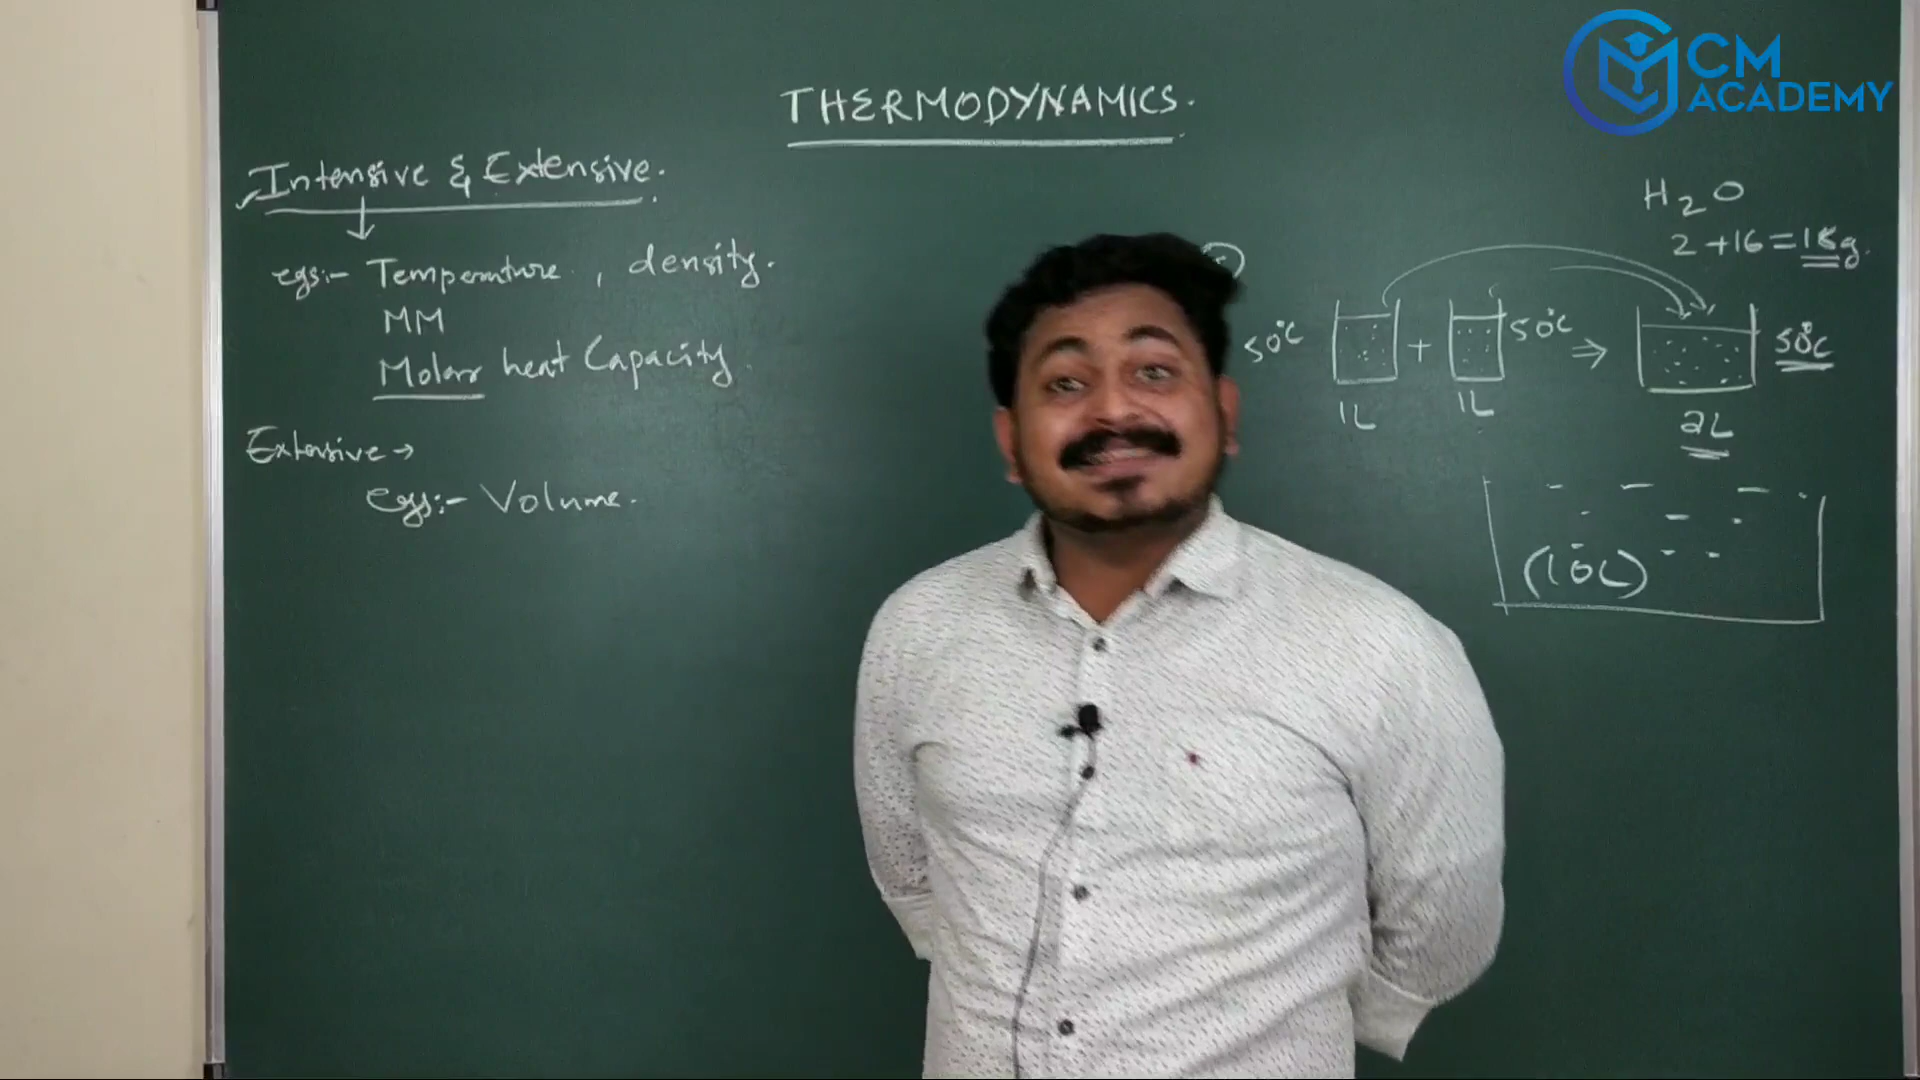 CM
ACADEMY
THERMODYNAMICS.
Intensive & Extensive.
egs:- Temperature , density.
MM
Molar heat Capacity.
Extensive →
egs:- Volume.
H2O
2 + 16 = 18g.
50°C + 50°C ⇒ 50°C
1L 1L 2L